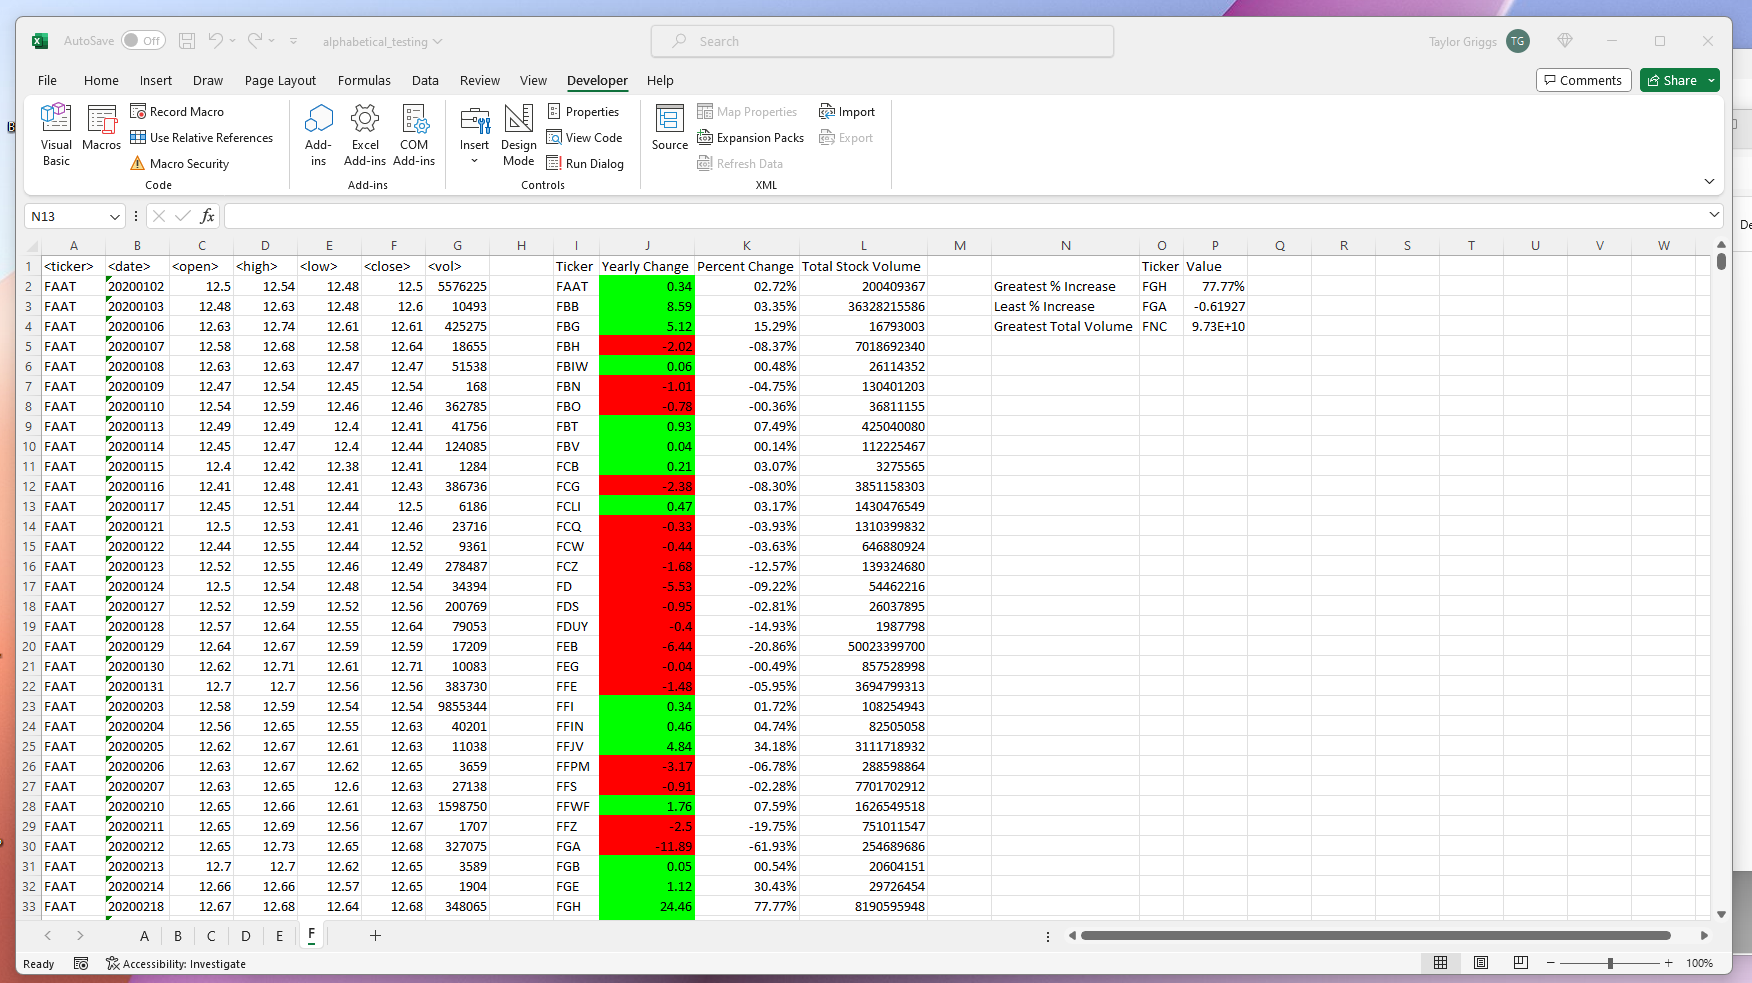 AutoSave Off alphabetical_testing Search Taylor Griggs TG
File Home Insert Draw Page Layout Formulas Data Review View Developer Help Comments Share
Visual Basic Macros Record Macro Use Relative References Macro Security Code
Add-ins Excel Add-ins COM Add-ins Add-ins
Insert Design Mode Properties View Code Run Dialog Controls
Source Map Properties Expansion Packs Refresh Data Import Export XML
N13 fx
A B C D E F G H I J K L M N O P Q R S T U V W
1 <ticker> <date> <open> <high> <low> <close> <vol> Ticker Yearly Change Percent Change Total Stock Volume Ticker Value
2 FAAT 20200102 12.5 12.54 12.48 12.5 5576225 FAAT 0.34 02.72% 200409367 Greatest % Increase FGH 77.77%
3 FAAT 20200103 12.48 12.63 12.48 12.6 10493 FBB 8.59 03.35% 36328215586 Least % Increase FGA -0.61927
4 FAAT 20200106 12.63 12.74 12.61 12.61 425275 FBG 5.12 15.29% 16793003 Greatest Total Volume FNC 9.73E+10
5 FAAT 20200107 12.58 12.68 12.58 12.64 18655 FBH -2.02 -08.37% 7018692340
6 FAAT 20200108 12.63 12.63 12.47 12.47 51538 FBIW 0.06 00.48% 26114352
7 FAAT 20200109 12.47 12.54 12.45 12.54 168 FBN -1.01 -04.75% 130401203
8 FAAT 20200110 12.54 12.59 12.46 12.46 362785 FBO -0.78 -00.36% 36811155
9 FAAT 20200113 12.49 12.49 12.4 12.41 41756 FBT 0.93 07.49% 425040080
10 FAAT 20200114 12.45 12.47 12.4 12.44 124085 FBV 0.04 00.14% 112225467
11 FAAT 20200115 12.4 12.42 12.38 12.41 1284 FCB 0.21 03.07% 3275565
12 FAAT 20200116 12.41 12.48 12.41 12.43 386736 FCG -2.38 -08.30% 3851158303
13 FAAT 20200117 12.45 12.51 12.44 12.5 6186 FCLI 0.47 03.17% 1430476549
14 FAAT 20200121 12.5 12.53 12.41 12.46 23716 FCQ -0.33 -03.93% 1310399832
15 FAAT 20200122 12.44 12.55 12.44 12.52 9361 FCW -0.44 -03.63% 646880924
16 FAAT 20200123 12.52 12.55 12.46 12.49 278487 FCZ -1.68 -12.57% 139324680
17 FAAT 20200124 12.5 12.54 12.48 12.54 34394 FD -5.53 -09.22% 54462216
18 FAAT 20200127 12.52 12.59 12.52 12.56 200769 FDS -0.95 -02.81% 26037895
19 FAAT 20200128 12.57 12.64 12.55 12.64 79053 FDUY -0.4 -14.93% 1987798
20 FAAT 20200129 12.64 12.67 12.59 12.59 17209 FEB -6.44 -20.86% 50023399700
21 FAAT 20200130 12.62 12.71 12.61 12.71 10083 FEG -0.04 -00.49% 857528998
22 FAAT 20200131 12.7 12.7 12.56 12.56 383730 FFE -1.48 -05.95% 3694799313
23 FAAT 20200203 12.58 12.59 12.54 12.54 9855344 FFI 0.34 01.72% 108254943
24 FAAT 20200204 12.56 12.65 12.55 12.63 40201 FFIN 0.46 04.74% 82505058
25 FAAT 20200205 12.62 12.67 12.61 12.63 11038 FFJV 4.84 34.18% 3111718932
26 FAAT 20200206 12.63 12.67 12.62 12.65 3659 FFPM -3.17 -06.78% 288598864
27 FAAT 20200207 12.63 12.65 12.6 12.63 27138 FFS -0.91 -02.28% 7701702912
28 FAAT 20200210 12.65 12.66 12.61 12.63 1598750 FFWF 1.76 07.59% 1626549518
29 FAAT 20200211 12.65 12.69 12.56 12.67 1707 FFZ -2.5 -19.75% 751011547
30 FAAT 20200212 12.65 12.73 12.65 12.68 327075 FGA -11.89 -61.93% 254689686
31 FAAT 20200213 12.7 12.7 12.62 12.65 3589 FGB 0.05 00.54% 20604151
32 FAAT 20200214 12.66 12.66 12.57 12.65 1904 FGE 1.12 30.43% 29726454
33 FAAT 20200218 12.67 12.68 12.64 12.68 348065 FGH 24.46 77.77% 8190595948
A B C D E F +
Ready Accessibility: Investigate 100%